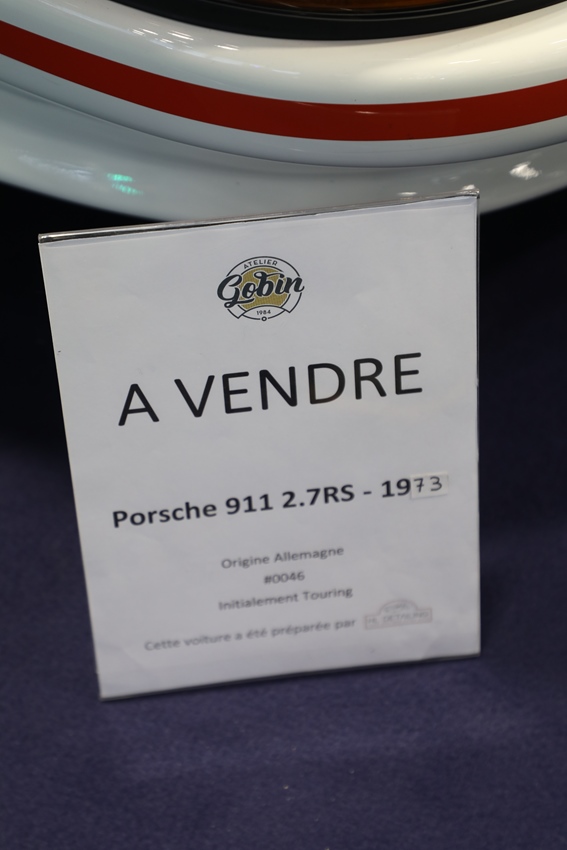 ATELIER
Gobin
1984
A VENDRE
Porsche 911 2.7RS - 1973
Origine Allemagne
#0046
Initialement Touring
Cette voiture a été préparée par